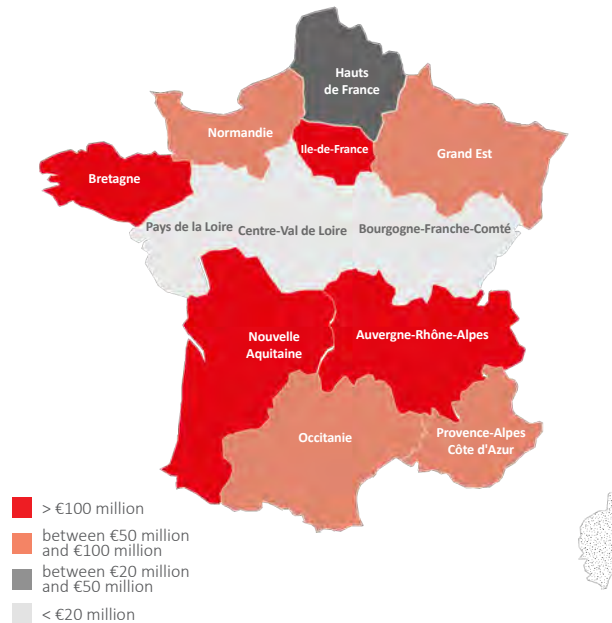 Hauts
de France
Normandie
Ile-de-France
Grand Est
Bretagne
Pays de la Loire
Centre-Val de Loire
Bourgogne-Franche-Comté
Nouvelle
Aquitaine
Auvergne-Rhône-Alpes
Occitanie
Provence-Alpes
Côte d'Azur
> €100 million
between €50 million
and €100 million
between €20 million
and €50 million
< €20 million